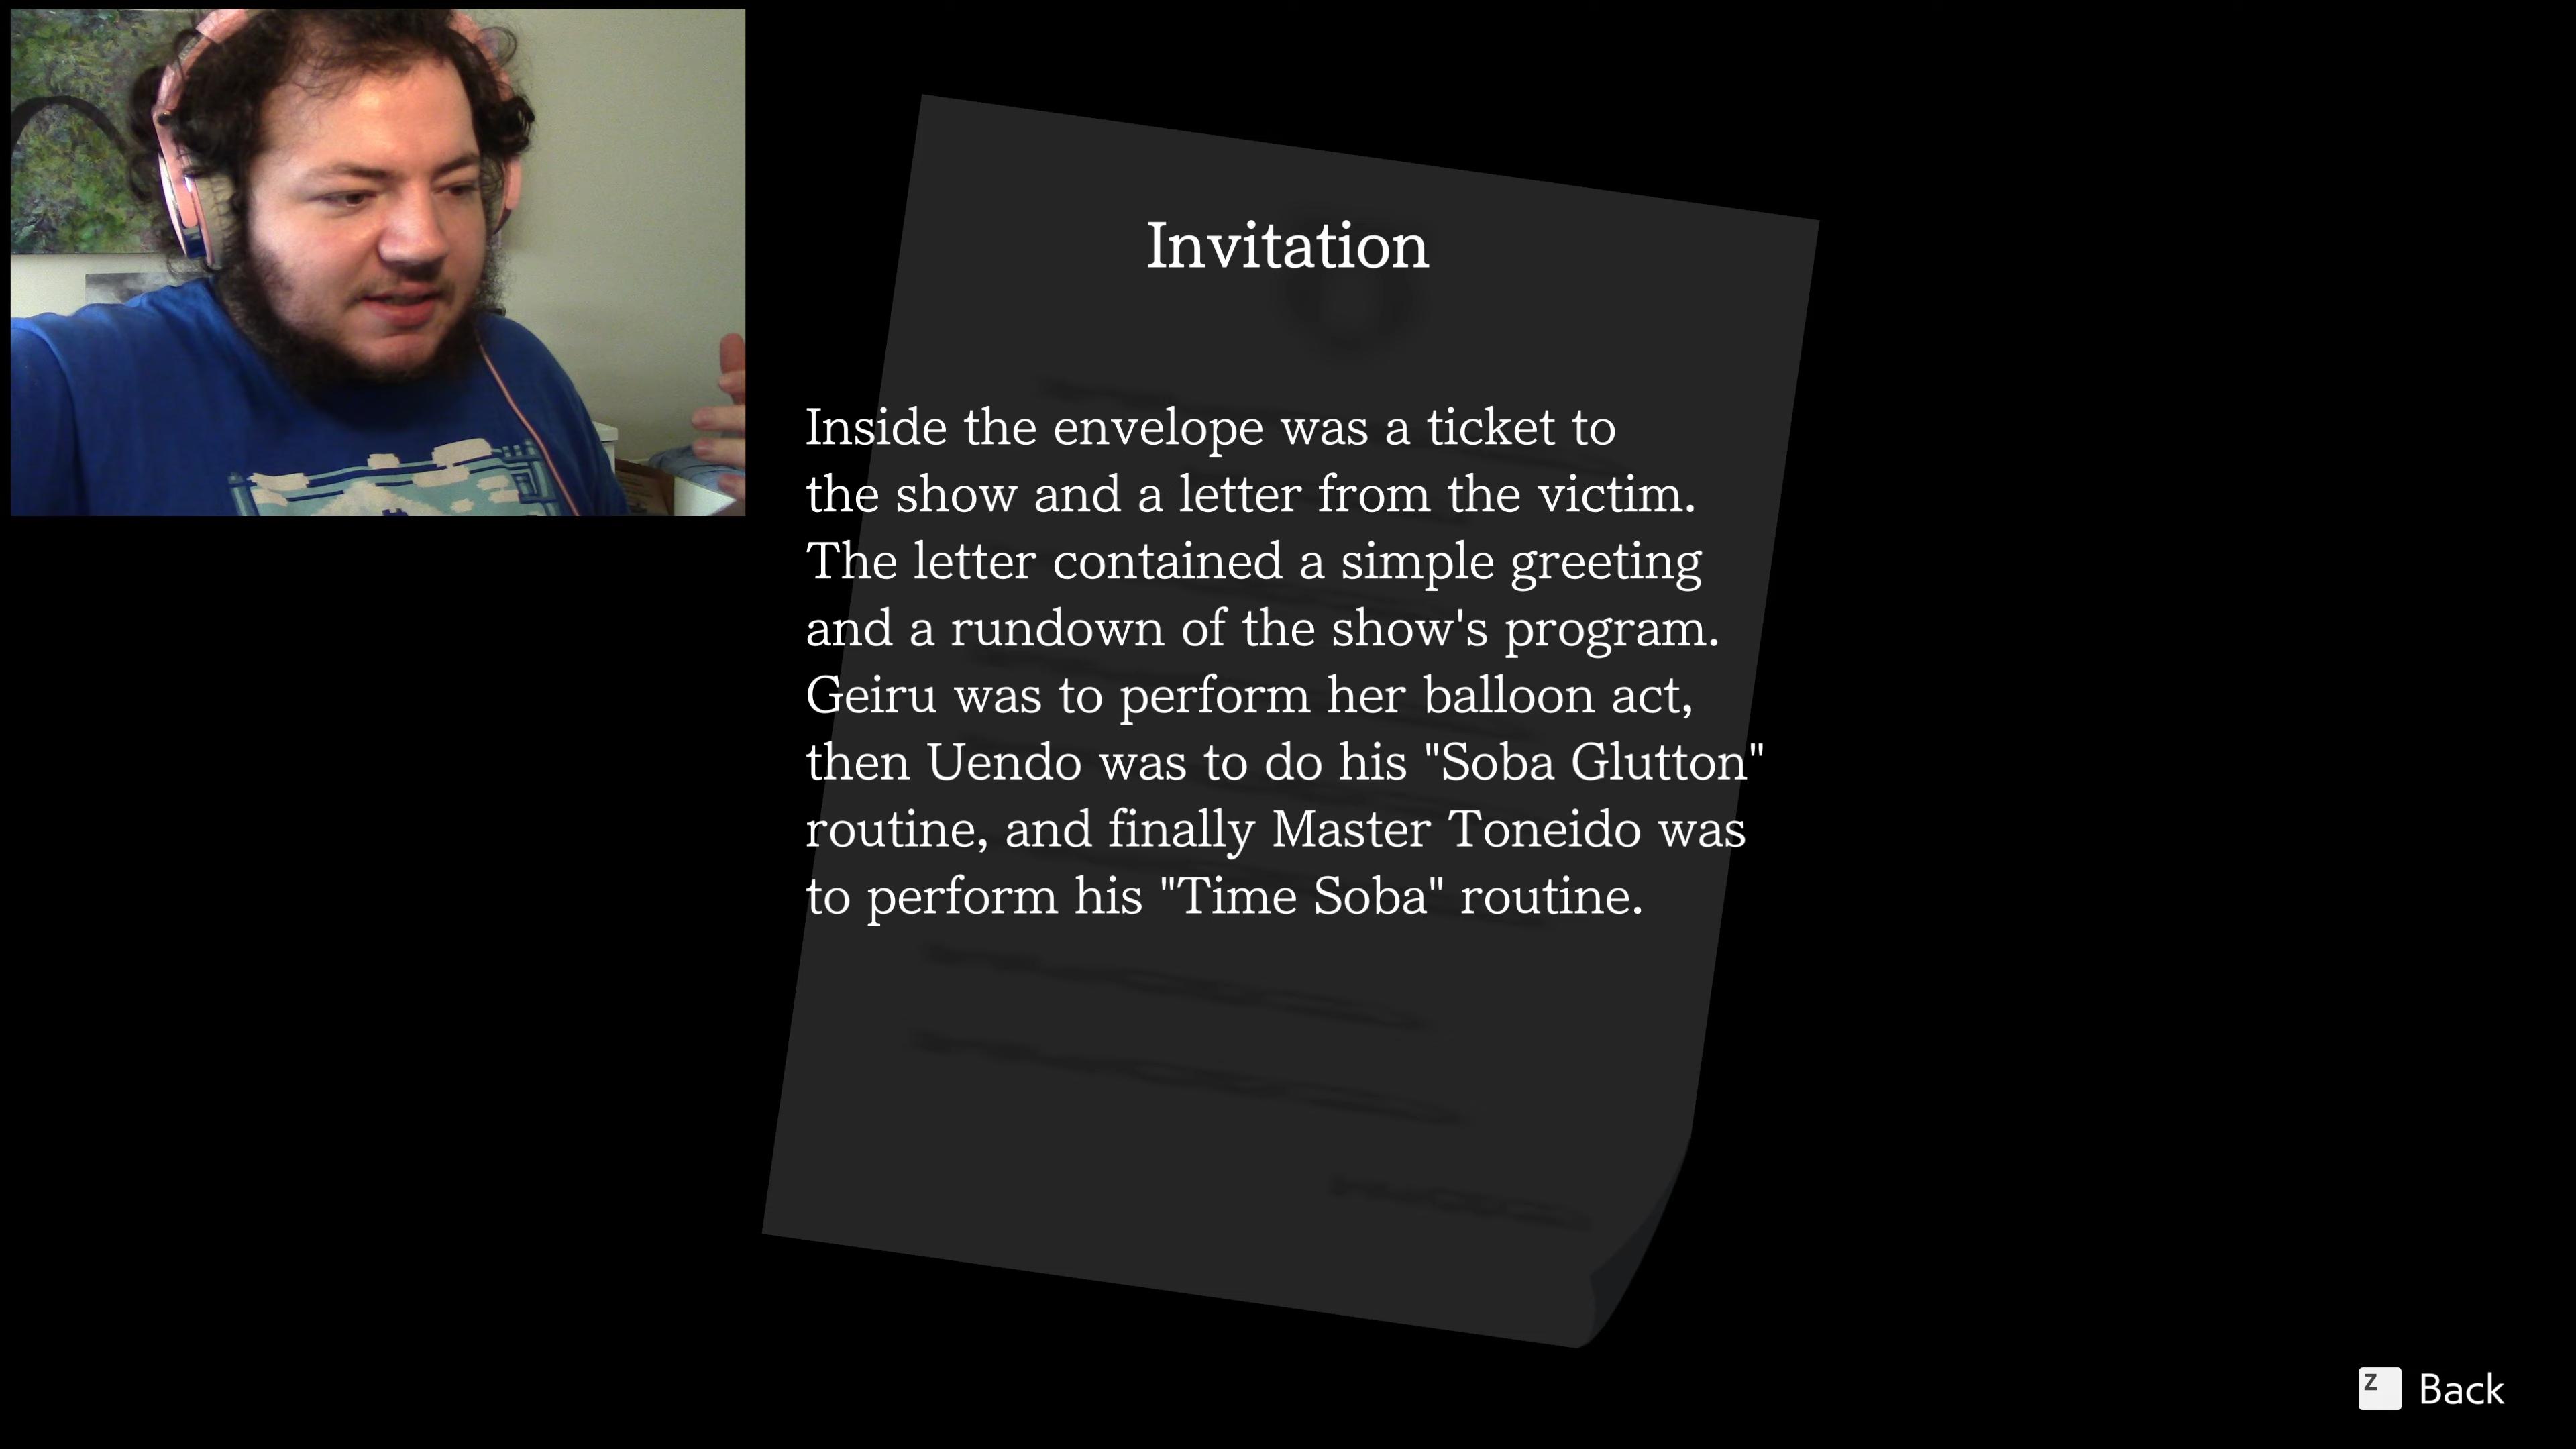 Invitation
Inside the envelope was a ticket to
the show and a letter from the victim.
The letter contained a simple greeting
and a rundown of the show's program.
Geiru was to perform her balloon act,
then Uendo was to do his "Soba Glutton"
routine, and finally Master Toneido was
to perform his "Time Soba" routine.
Z Back